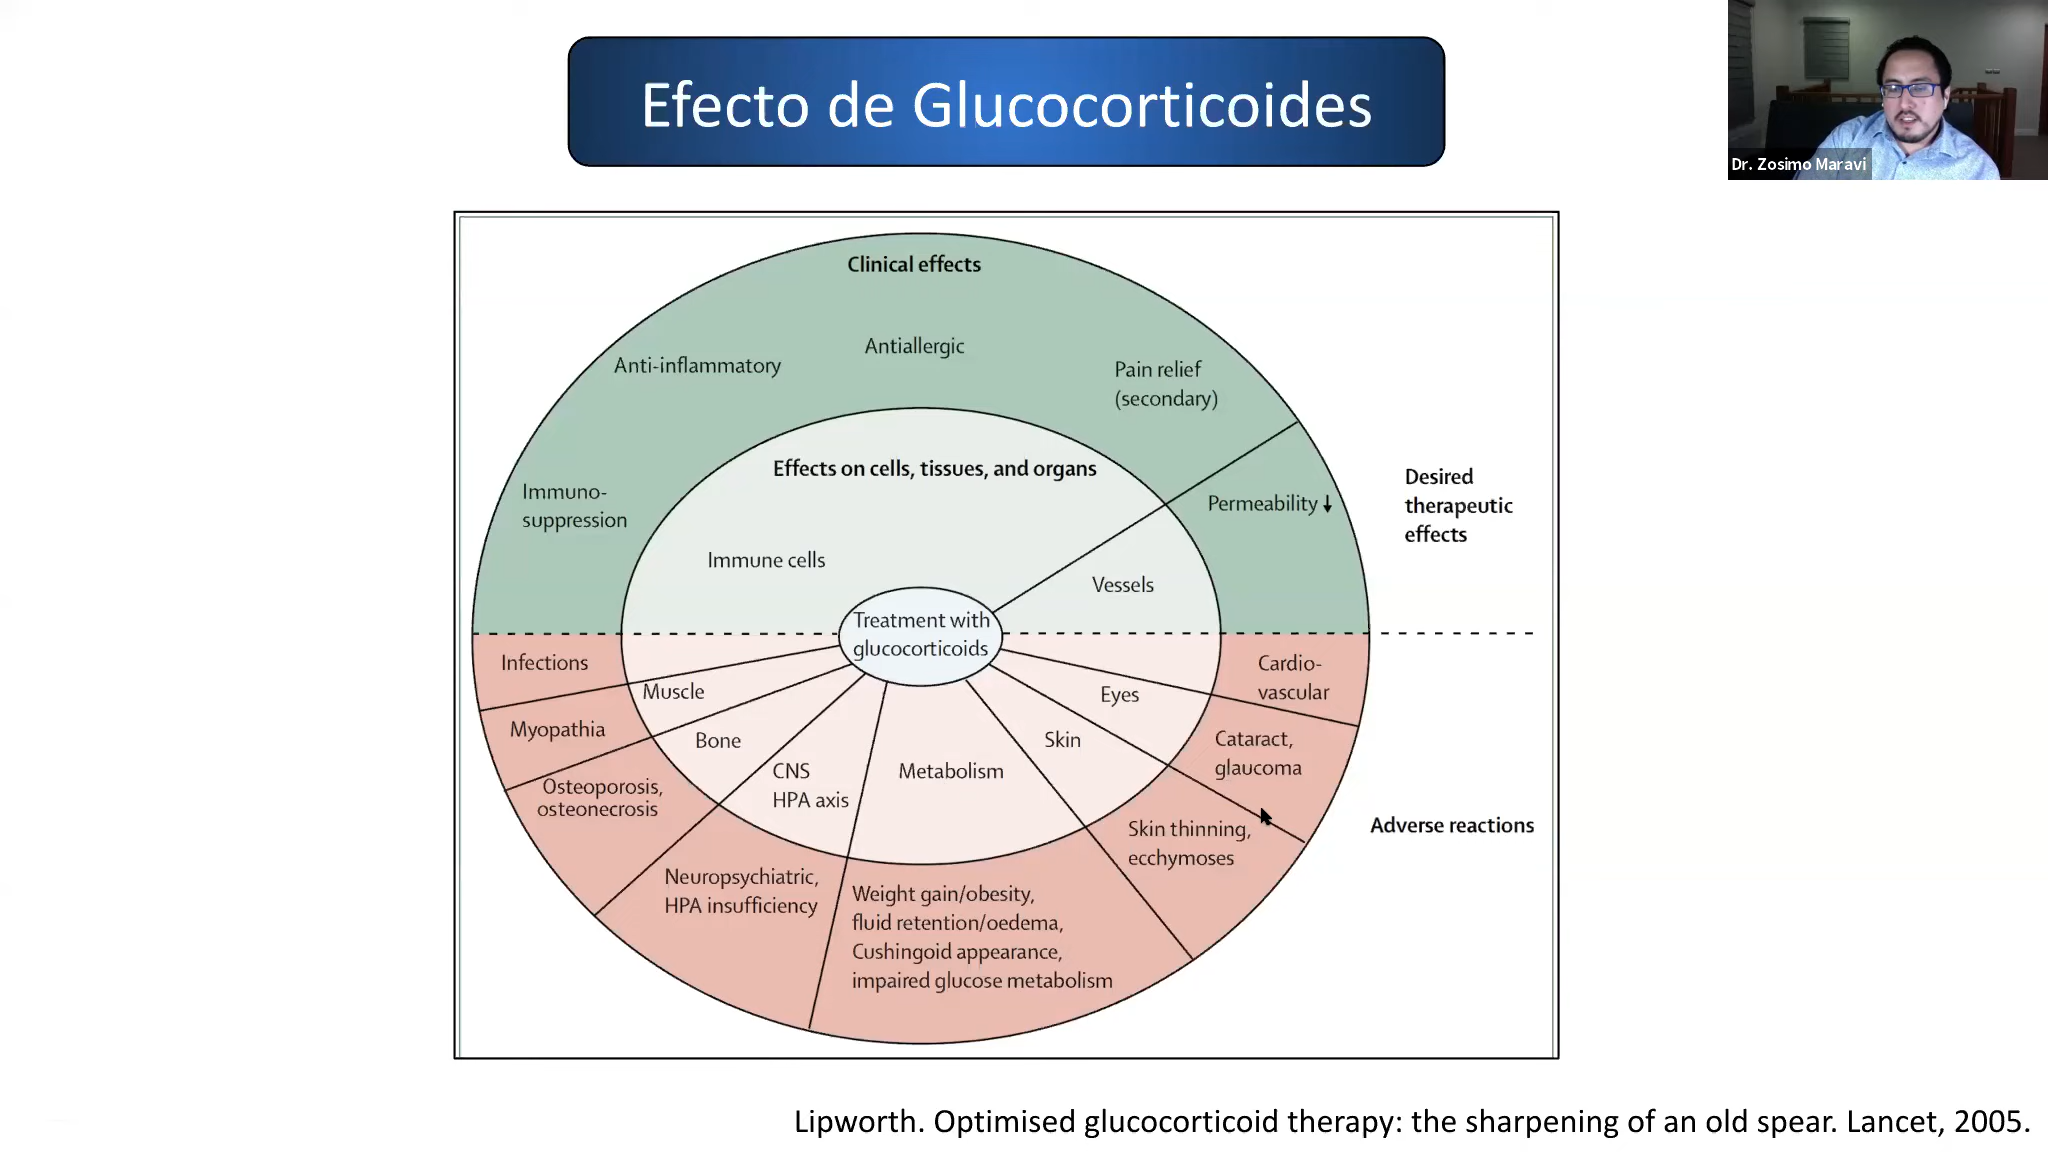 Efecto de Glucocorticoides
Dr. Zosimo Maravi
Clinical effects
Antiallergic
Anti-inflammatory
Pain relief
(secondary)
Immuno-
suppression
Effects on cells, tissues, and organs
Permeability ↓
Desired
therapeutic
effects
Immune cells
Vessels
Treatment with
glucocorticoids
Infections
Muscle
Myopathia
Bone
Osteoporosis,
osteonecrosis
CNS
HPA axis
Neuropsychiatric,
HPA insufficiency
Metabolism
Weight gain/obesity,
fluid retention/oedema,
Cushingoid appearance,
impaired glucose metabolism
Skin
Skin thinning,
ecchymoses
Eyes
Cataract,
glaucoma
Cardio-
vascular
Adverse reactions
Lipworth. Optimised glucocorticoid therapy: the sharpening of an old spear. Lancet, 2005.